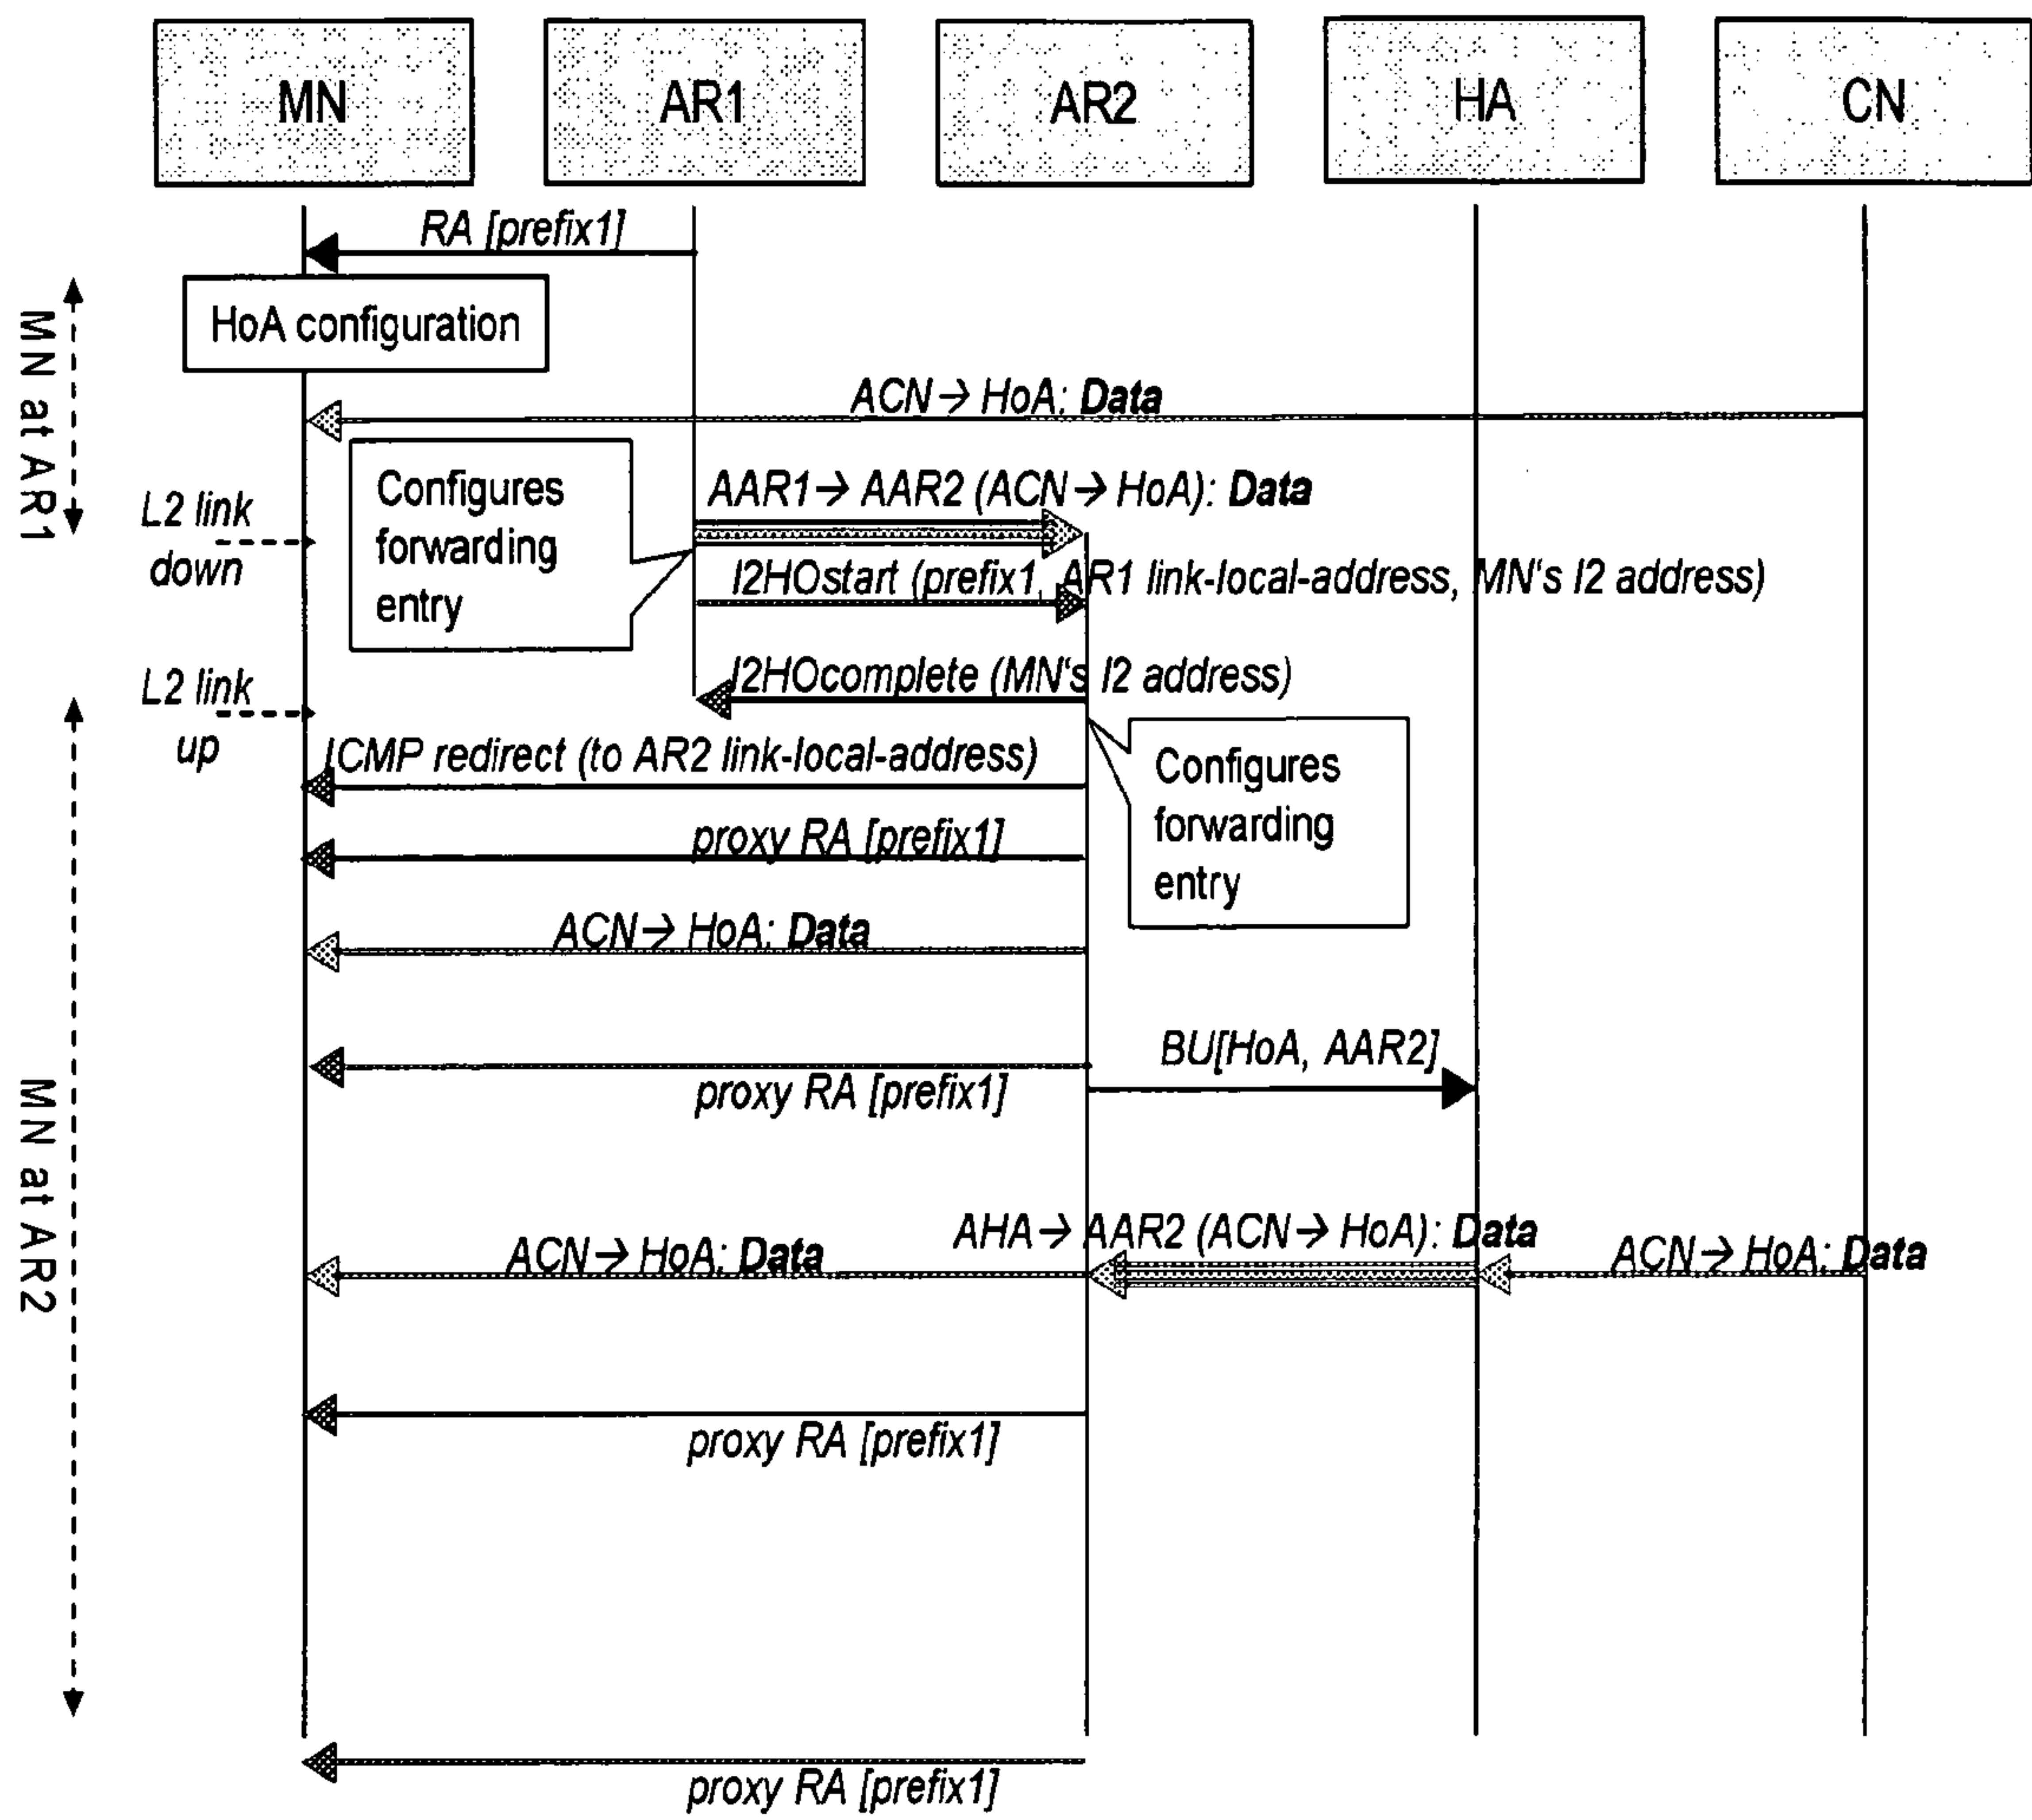 MN
AR1
AR2
HA
CN
RA [prefix1]
HoA configuration
MN at AR1
ACN→ HoA: Data
Configures
forwarding
entry
AAR1→ AAR2 (ACN→ HoA): Data
L2 link
down
l2HOstart (prefix1, AR1 link-local-address, MN's l2 address)
l2HOcomplete (MN's l2 address)
L2 link
up
ICMP redirect (to AR2 link-local-address)
Configures
forwarding
entry
proxy RA [prefix1]
ACN→ HoA: Data
BU[HoA, AAR2]
proxy RA [prefix1]
MN at AR2
AHA→ AAR2 (ACN→ HoA): Data
ACN→ HoA: Data
ACN→ HoA: Data
proxy RA [prefix1]
proxy RA [prefix1]